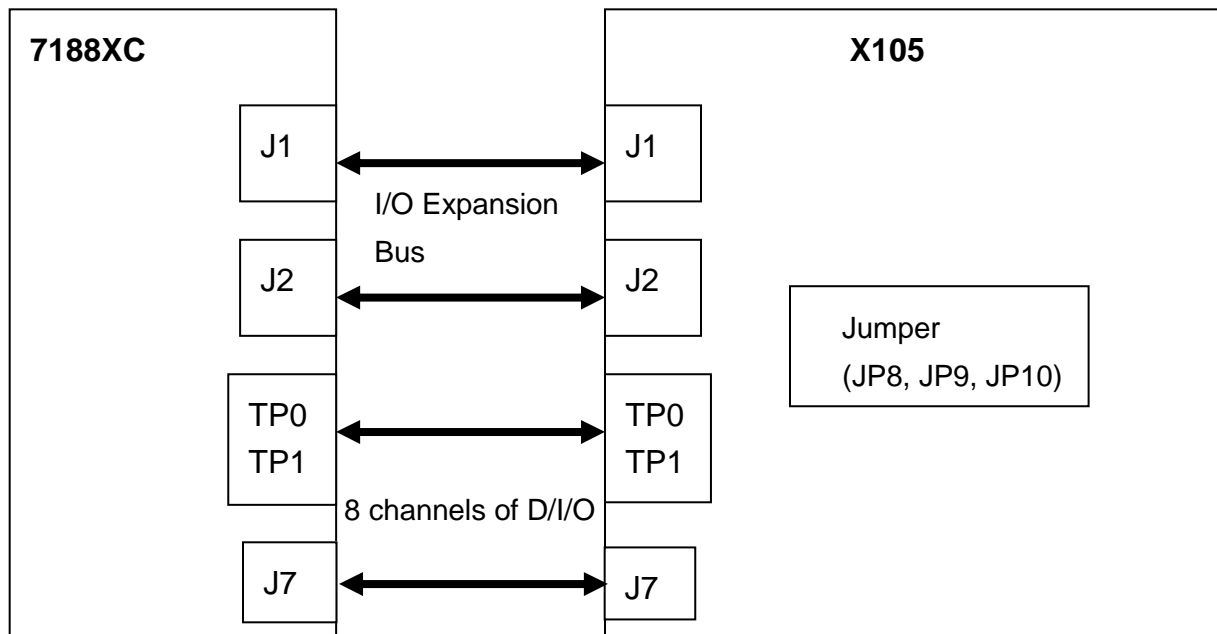 7188XC
X105
J1
J1
I/O Expansion
Bus
J2
J2
Jumper
(JP8, JP9, JP10)
TP0
TP1
TP0
TP1
8 channels of D/I/O
J7
J7